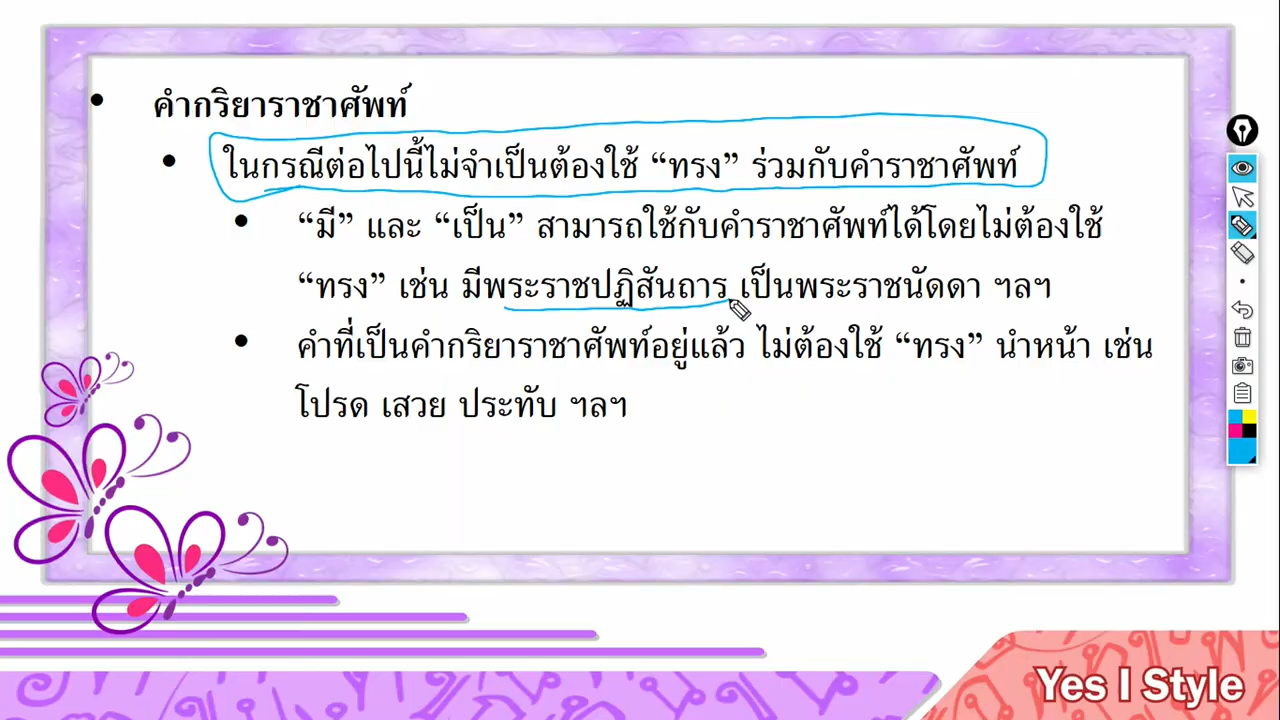 คำกริยาราชาศัพท์
ในกรณีต่อไปนี้ไม่จำเป็นต้องใช้ “ทรง” ร่วมกับคำราชาศัพท์
“มี” และ “เป็น” สามารถใช้กับคำราชาศัพท์ได้โดยไม่ต้องใช้
“ทรง” เช่น มีพระราชปฏิสันถาร เป็นพระราชนัดดา ฯลฯ
คำที่เป็นคำกริยาราชาศัพท์อยู่แล้ว ไม่ต้องใช้ “ทรง” นำหน้า เช่น
โปรด เสวย ประทับ ฯลฯ
Yes I Style